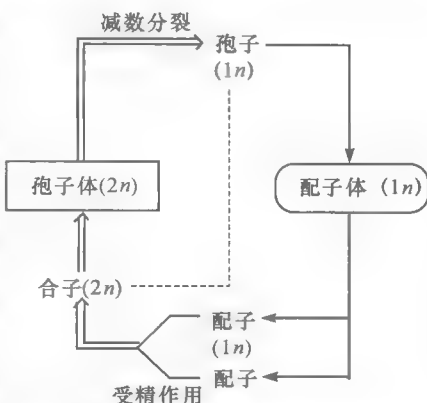 减数分裂
孢子
(1n)
孢子体(2n)
配子体 (1n)
合子(2n)
配子
(1n)
配子
受精作用